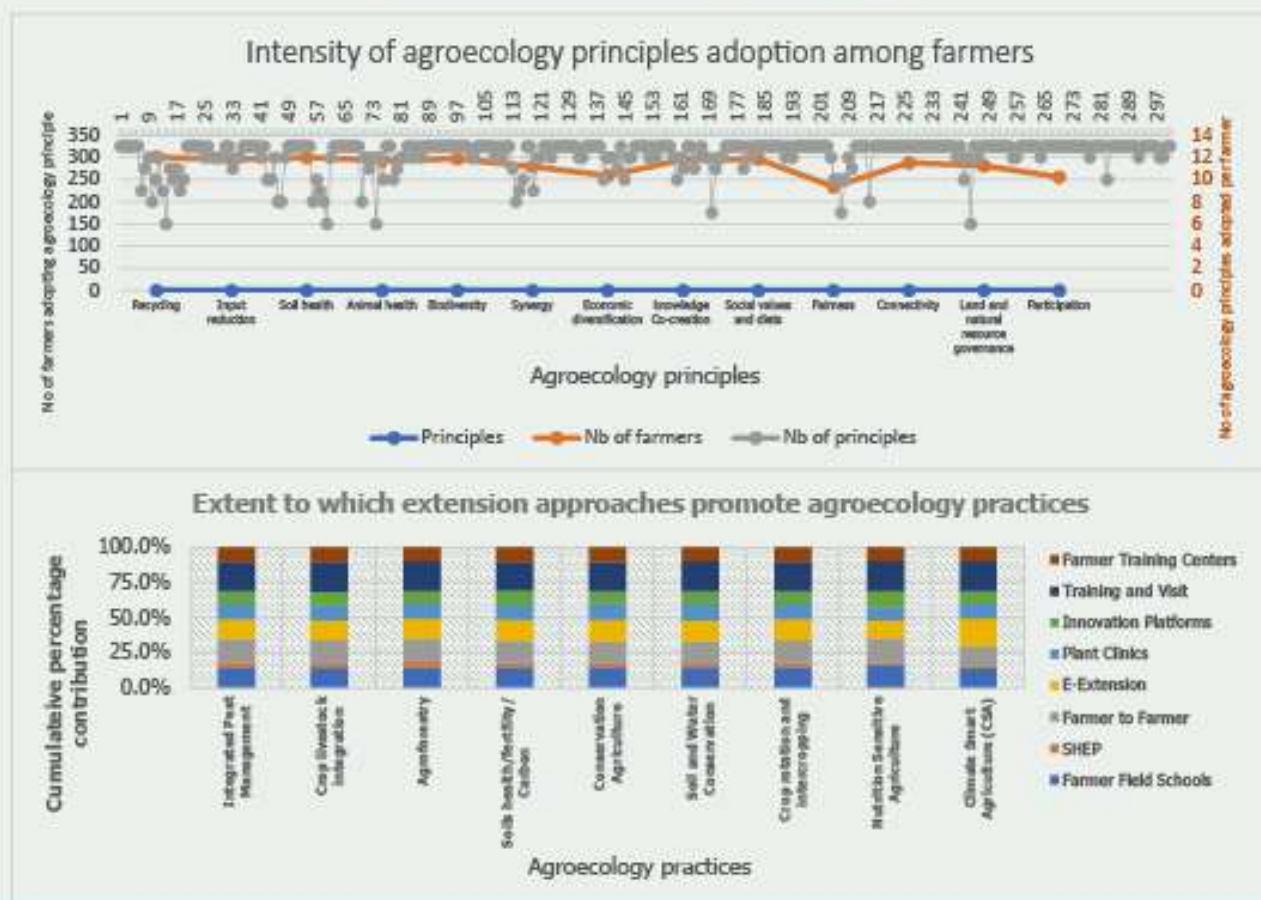 Intensity of agroecology principles adoption among farmers
1 9 17 25 33 41 49 57 65 73 81 89 97 105 113 121 129 137 145 153 161 169 177 185 193 201 209 217 225 233 241 249 257 265 273 281 289 297
No of farmers adopting agroecology principle
350
300
250
200
150
100
50
0
14
12
10
8
6
4
2
0
No of agroecology principles adopted per farmer
Recycling
Input
reduction
Soil health
Animal health
Biodiversity
Synergy
Economic
diversification
Knowledge
Co-creation
Social values
and diets
Fairness
Connectivity
Land and
natural
resource
governance
Participation
Agroecology principles
Principles
Nb of farmers
Nb of principles
Extent to which extension approaches promote agroecology practices
Cumulateive percentage
contribution
100.0%
75.0%
50.0%
25.0%
0.0%
Integrated Pest
Management
Crop livestock
integration
Agroforestry
Soils health/fertility/
Carbon
Conservation
Agriculture
Soil and Water
Conservation
Crop rotation and
intercropping
Nutrition Sensitive
Agriculture
Climate Smart
Agriculture (CSA)
Agroecology practices
Farmer Training Centers
Training and Visit
Innovation Platforms
Plant Clinics
E-Extension
Farmer to Farmer
SHEP
Farmer Field Schools